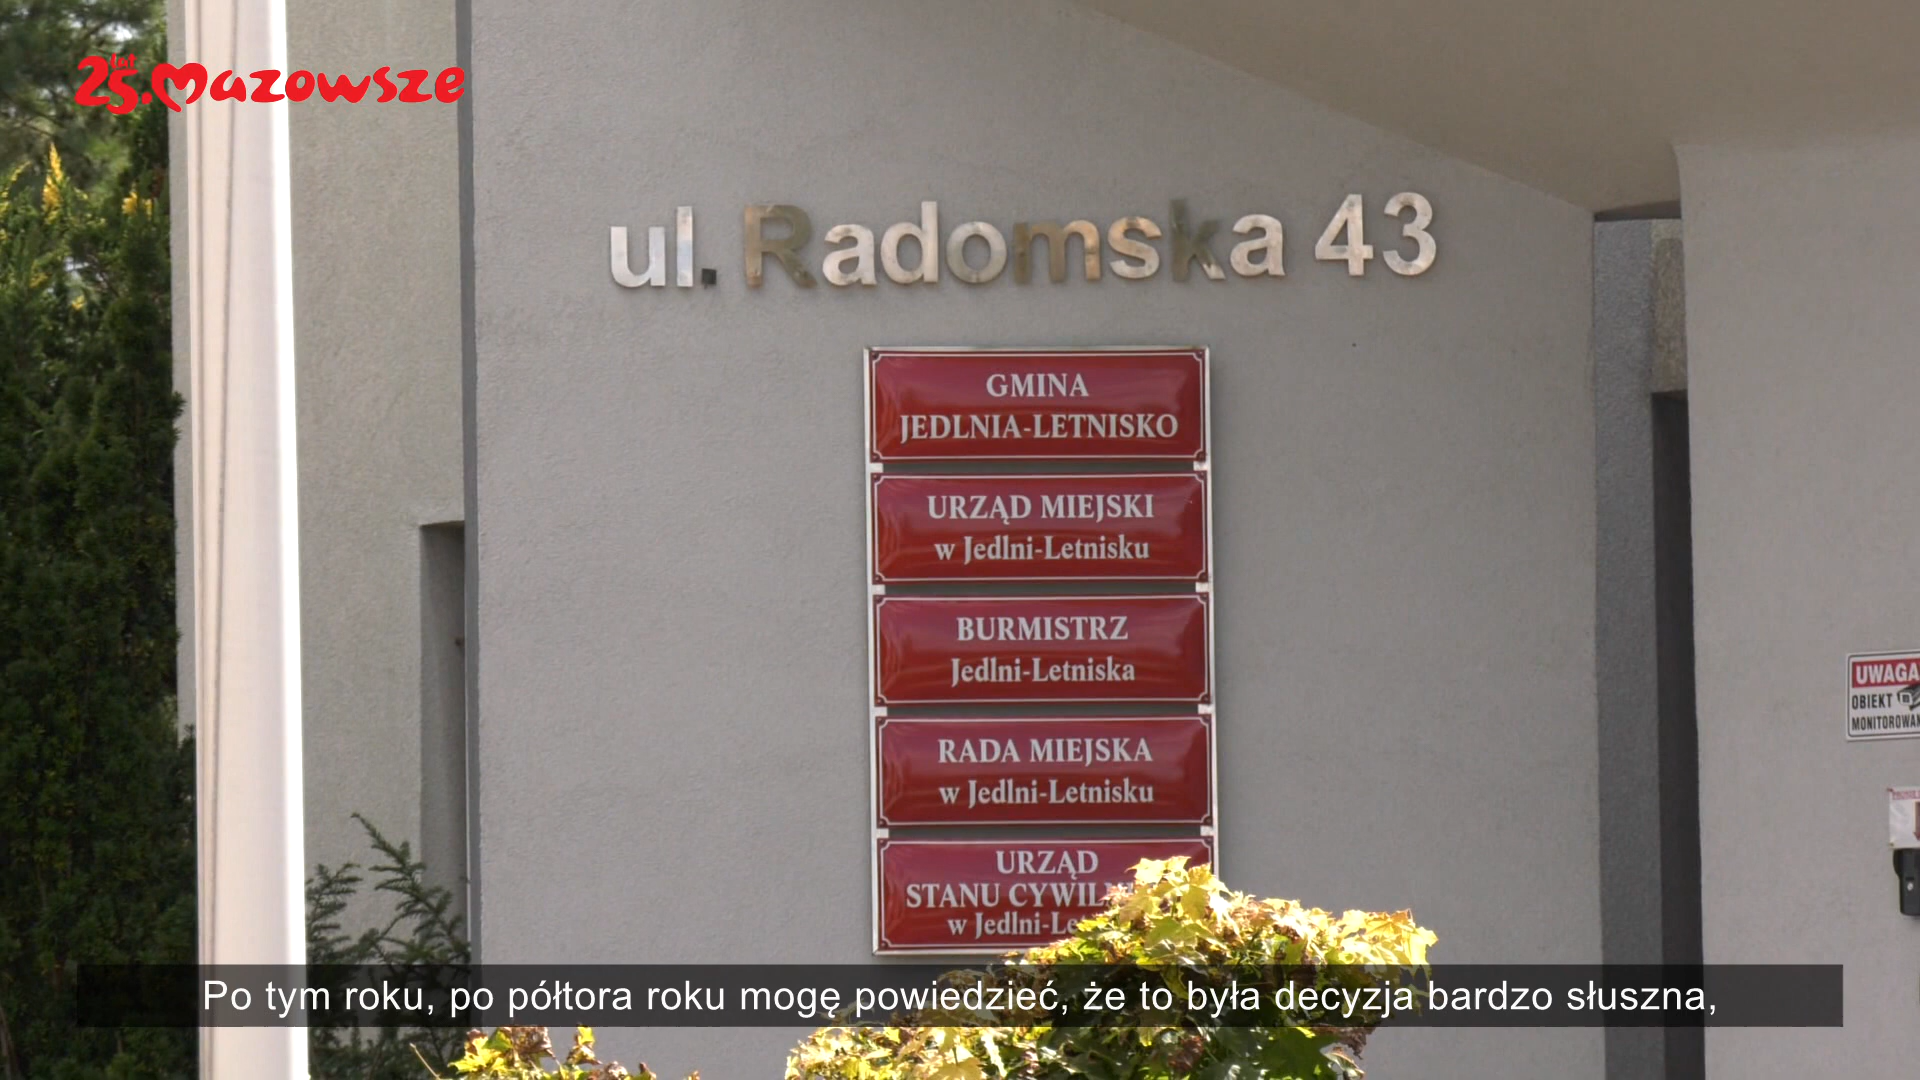 25 lat. Mazowsze
ul. Radomska 43
GMINA
JEDLNIA-LETNISKO
URZĄD MIEJSKI
w Jedlni-Letnisku
BURMISTRZ
Jedlni-Letniska
RADA MIEJSKA
w Jedlni-Letnisku
URZĄD
STANU
w
UWAGA
OBIEKT
Po tym roku, po półtora roku mogę powiedzieć, że to była decyzja bardzo słuszna,